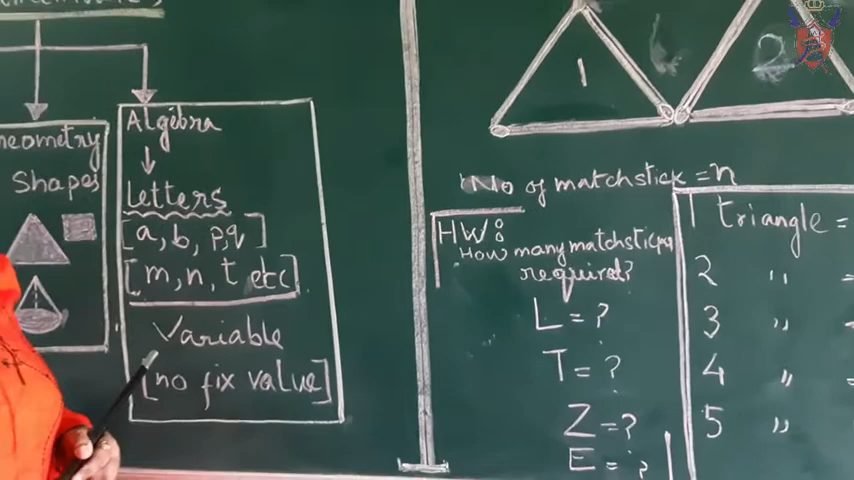 Geometry
Shapes
Algebra
Letters
[a, b, p, q]
[m, n, t etc]
Variable
[no fix value]
1
2
No of matchstick = n
HW:
How many matchsticks
required?
L = ?
T = ?
Z = ?
E = ?
1 triangle =
2 " =
3 "
4 " =
5 "